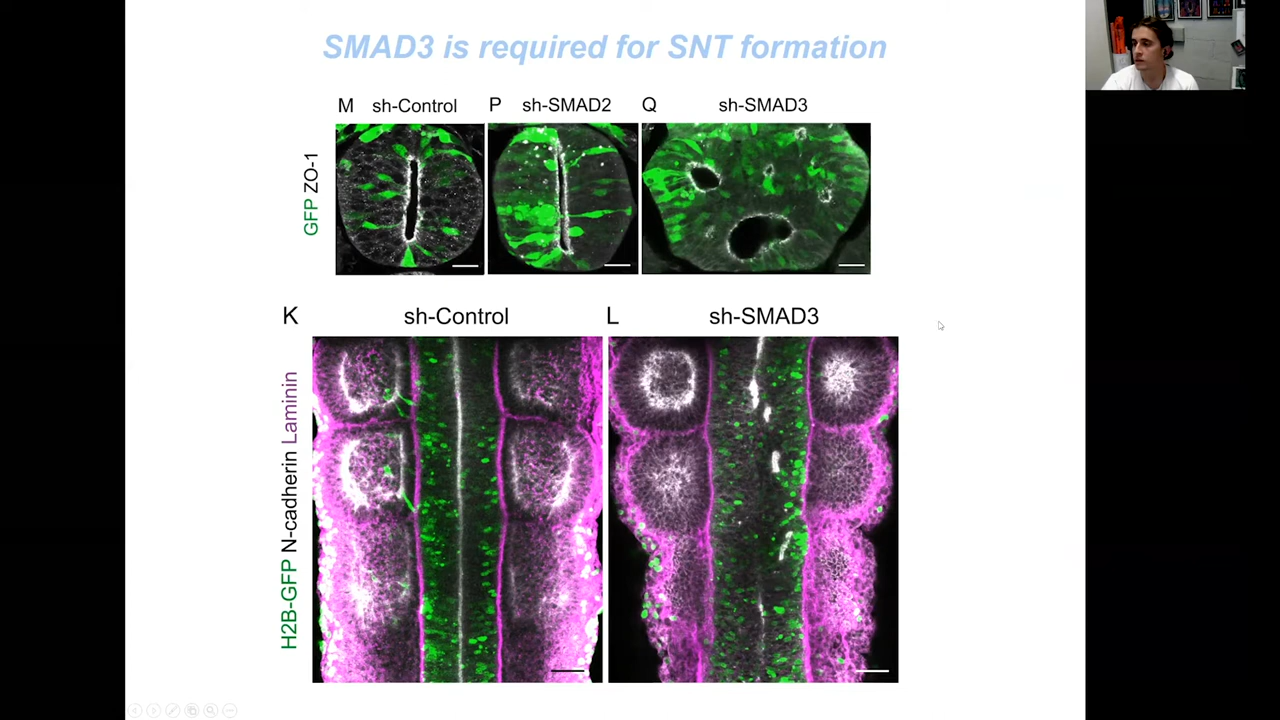 SMAD3 is required for SNT formation
M sh-Control P sh-SMAD2 Q sh-SMAD3
GFP ZO-1
K sh-Control L sh-SMAD3
H2B-GFP N-cadherin Laminin